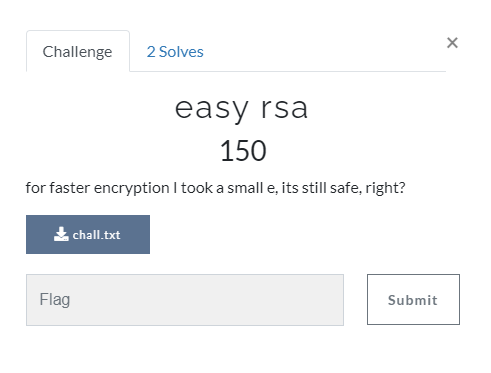 Challenge
2 Solves
×
easy rsa
150
for faster encryption I took a small e, its still safe, right?
chall.txt
Flag
Submit